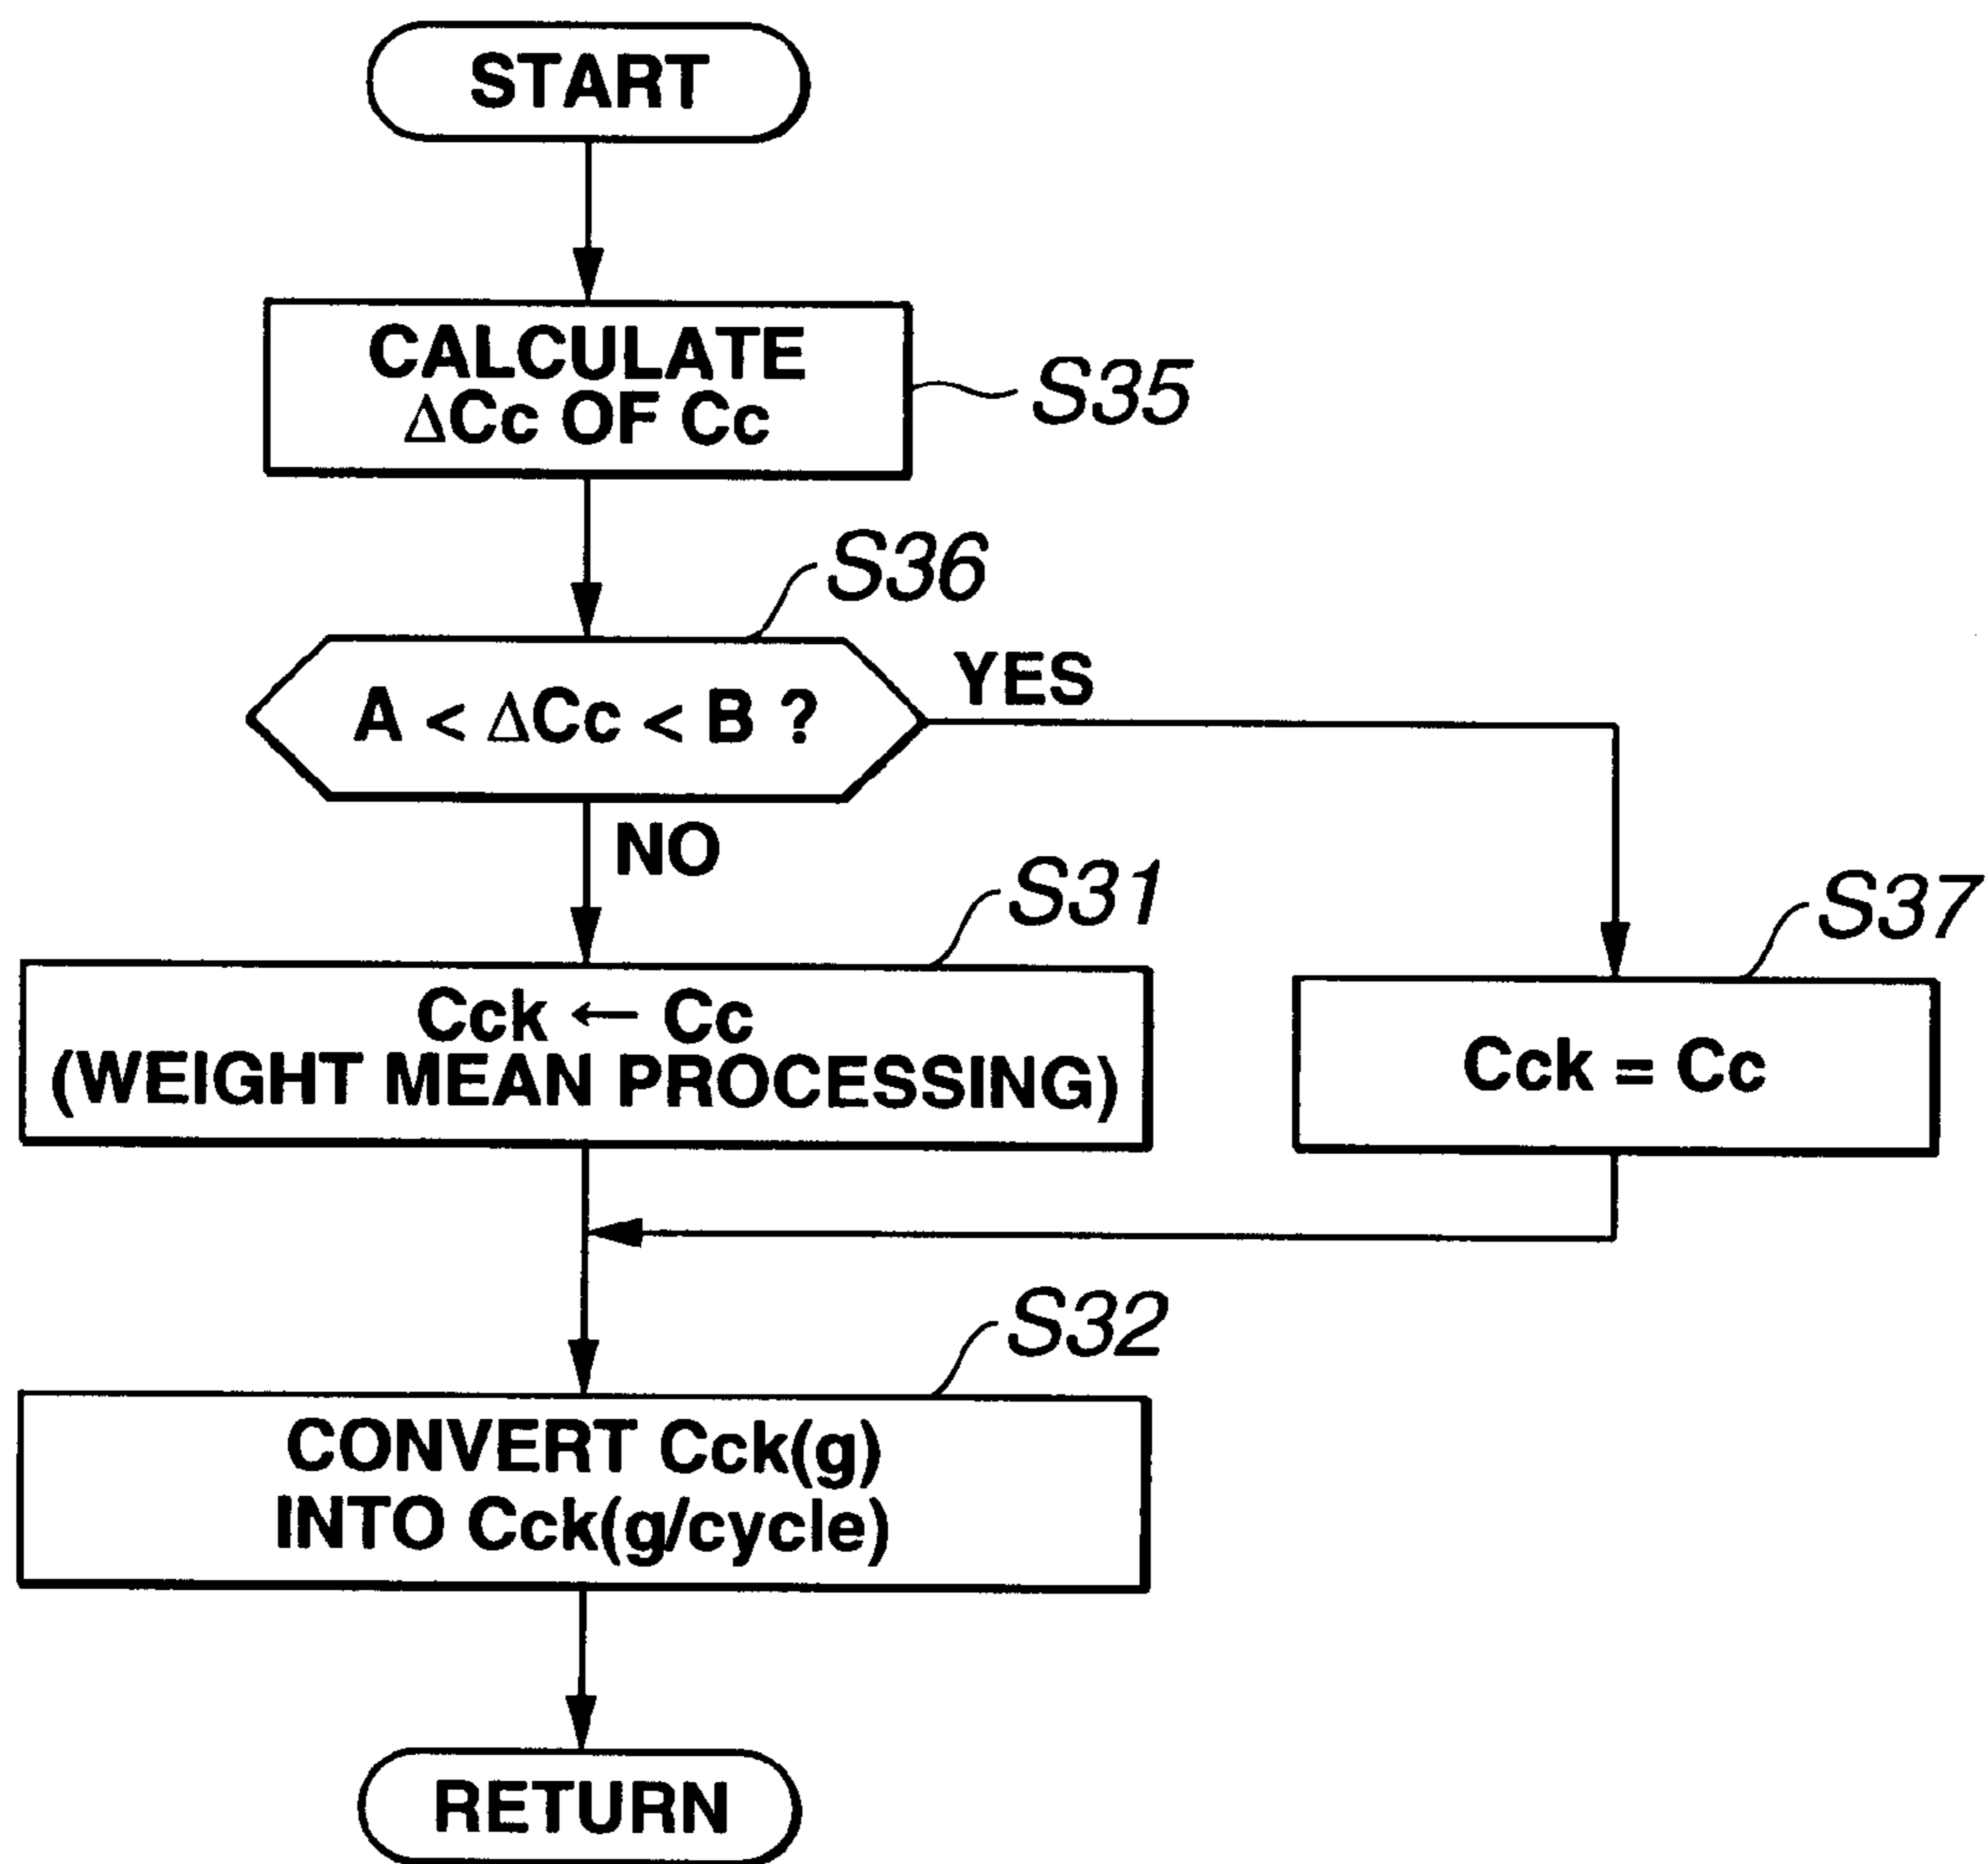 START
CALCULATE
ΔCc OF Cc
S35
S36
A < ΔCc < B ?
YES
NO
S31
S37
Cck ← Cc
(WEIGHT MEAN PROCESSING)
Cck = Cc
S32
CONVERT Cck(g)
INTO Cck(g/cycle)
RETURN